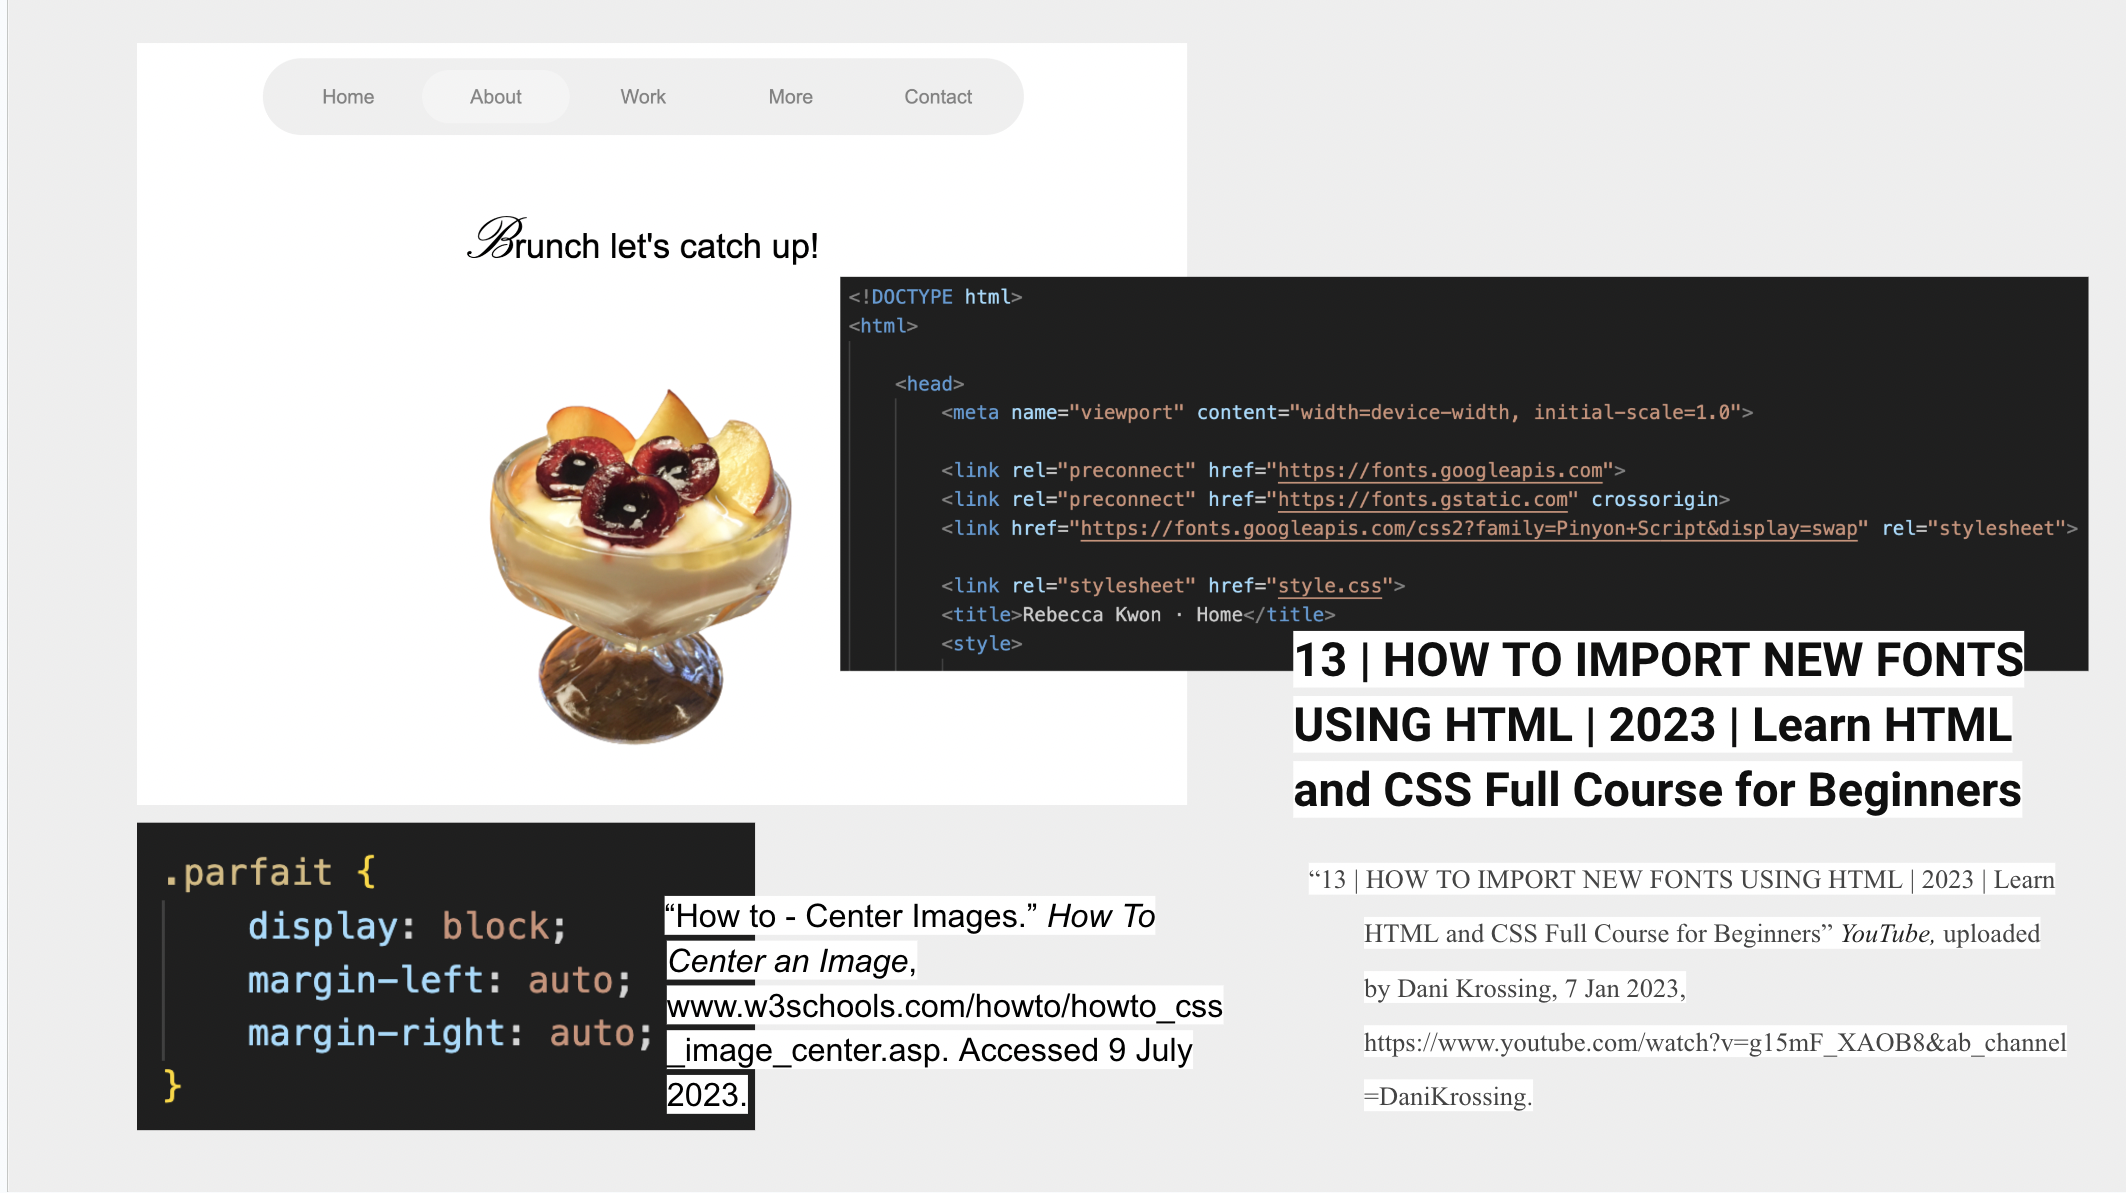 Home About Work More Contact
Brunch let's catch up!
<!DOCTYPE html>
<html>
<head>
<meta name="viewport" content="width=device-width, initial-scale=1.0">
<link rel="preconnect" href="https://fonts.googleapis.com">
<link rel="preconnect" href="https://fonts.gstatic.com" crossorigin>
<link href="https://fonts.googleapis.com/css2?family=Pinyon+Script&display=swap" rel="stylesheet">
<link rel="stylesheet" href="style.css">
<title>Rebecca Kwon · Home</title>
<style>
13 | HOW TO IMPORT NEW FONTS
USING HTML | 2023 | Learn HTML
and CSS Full Course for Beginners
.parfait {
display: block;
margin-left: auto;
margin-right: auto;
}
“How to - Center Images.” How To
Center an Image,
www.w3schools.com/howto/howto_css
_image_center.asp. Accessed 9 July
2023.
“13 | HOW TO IMPORT NEW FONTS USING HTML | 2023 | Learn
HTML and CSS Full Course for Beginners” YouTube, uploaded
by Dani Krossing, 7 Jan 2023,
https://www.youtube.com/watch?v=g15mF_XAOB8&ab_channel
=DaniKrossing.